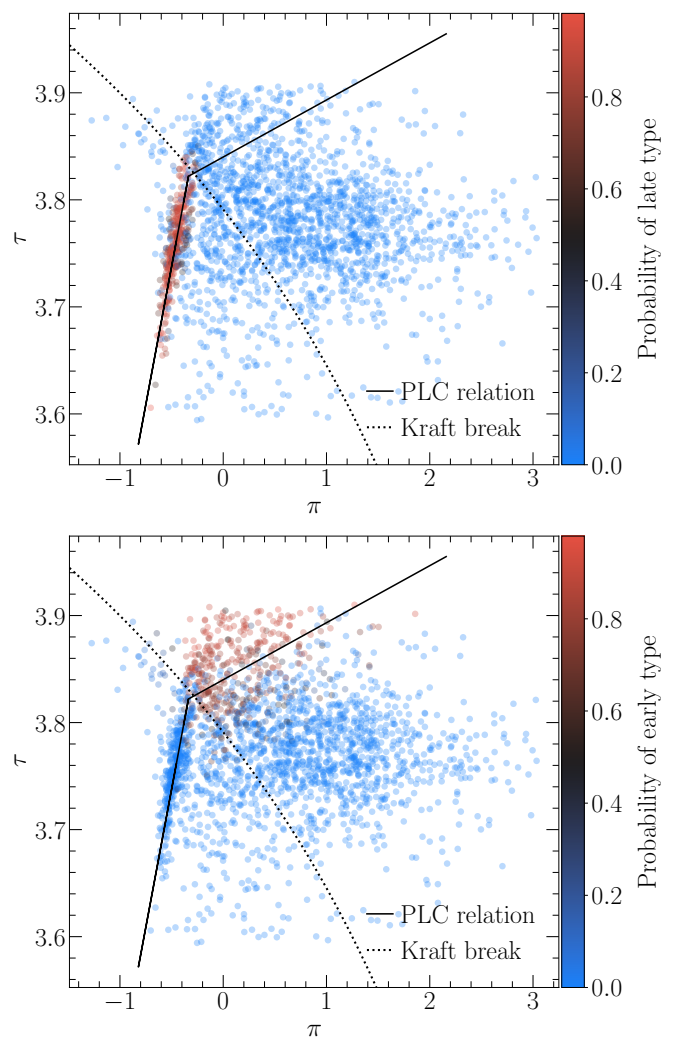 3.9
3.8
3.7
3.6
τ
−1
0
1
2
3
π
PLC relation
Kraft break
0.8
0.6
0.4
0.2
0.0
Probability of late type
3.9
3.8
3.7
3.6
τ
−1
0
1
2
3
π
PLC relation
Kraft break
0.8
0.6
0.4
0.2
0.0
Probability of early type